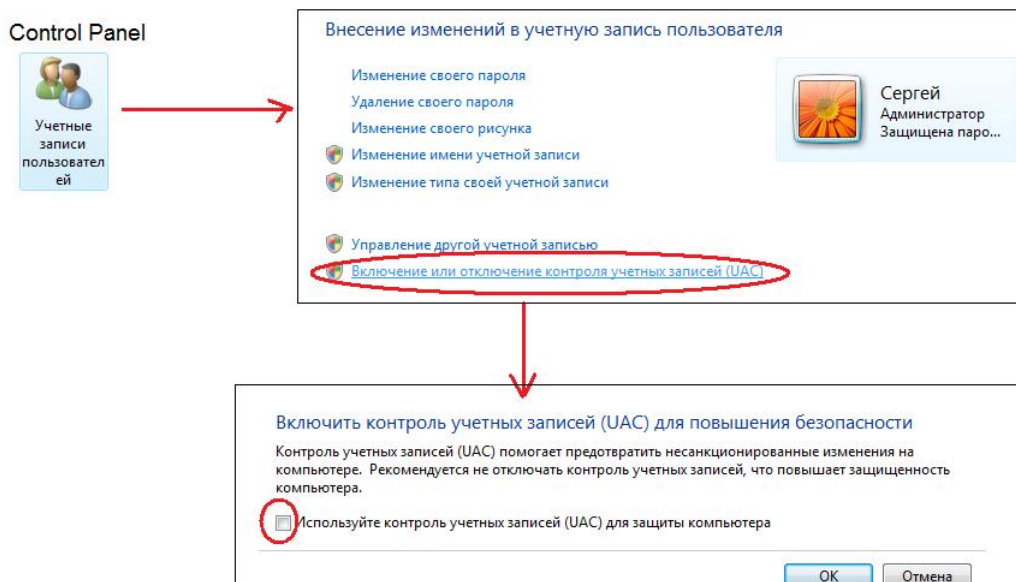 Control Panel
Учетные
записи
пользовател
ей
Внесение изменений в учетную запись пользователя
Изменение своего пароля
Удаление своего пароля
Изменение своего рисунка
Изменение имени учетной записи
Изменение типа своей учетной записи
Сергей
Администратор
Защищена паро...
Управление другой учетной записью
Включение или отключение контроля учетных записей (UAC)
Включить контроль учетных записей (UAC) для повышения безопасности
Контроль учетных записей (UAC) помогает предотвратить несанкционированные изменения на
компьютере. Рекомендуется не отключать контроль учетных записей, что повышает защищенность
компьютера.
Используйте контроль учетных записей (UAC) для защиты компьютера
ОК
Отмена